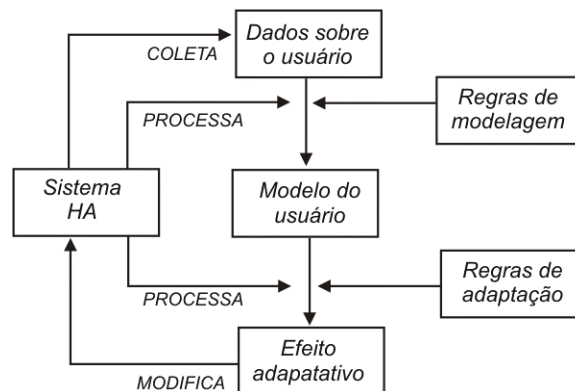 Dados sobre
o usuário
COLETA
Regras de
modelagem
PROCESSA
Sistema
HA
Modelo do
usuário
Regras de
adaptação
PROCESSA
Efeito
adapatativo
MODIFICA